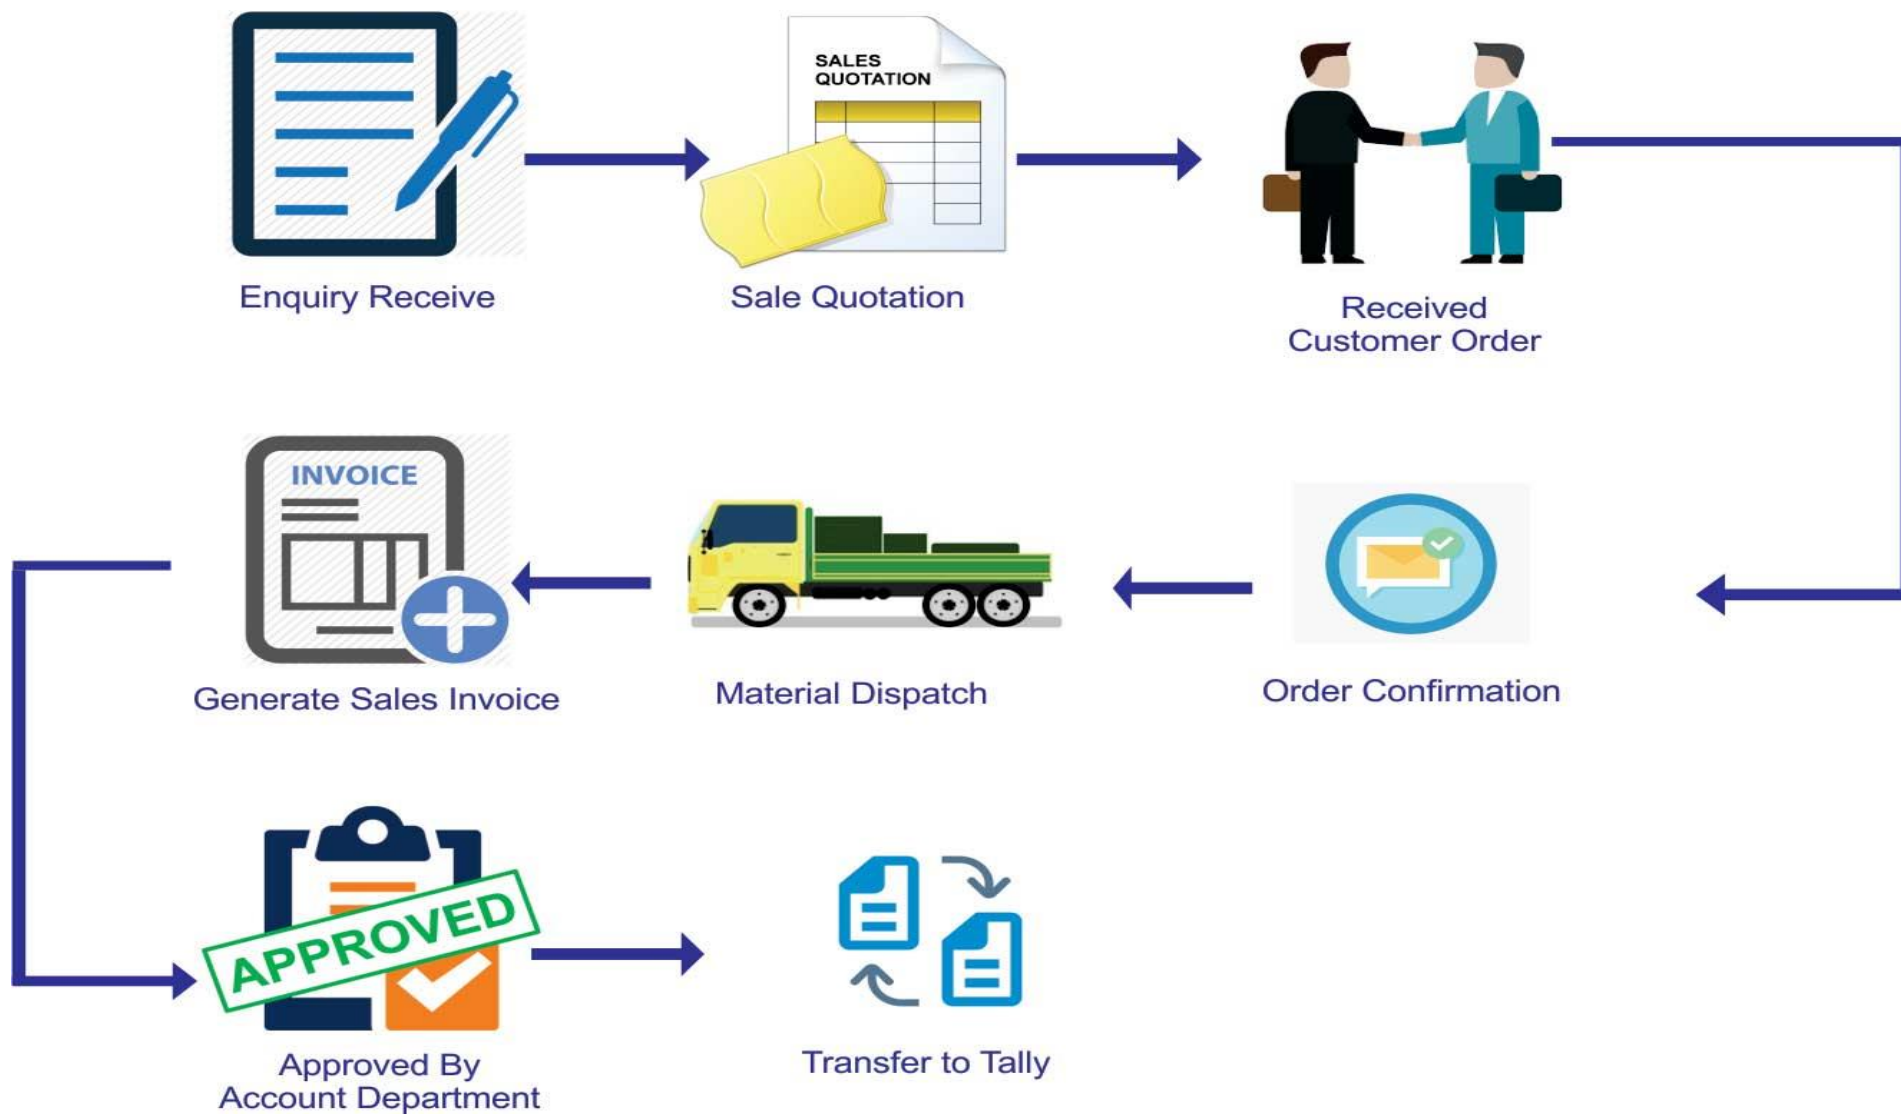 SALES
QUOTATION
Enquiry Receive
Sale Quotation
Received
Customer Order
Order Confirmation
Material Dispatch
INVOICE
Generate Sales Invoice
APPROVED
Approved By
Account Department
Transfer to Tally